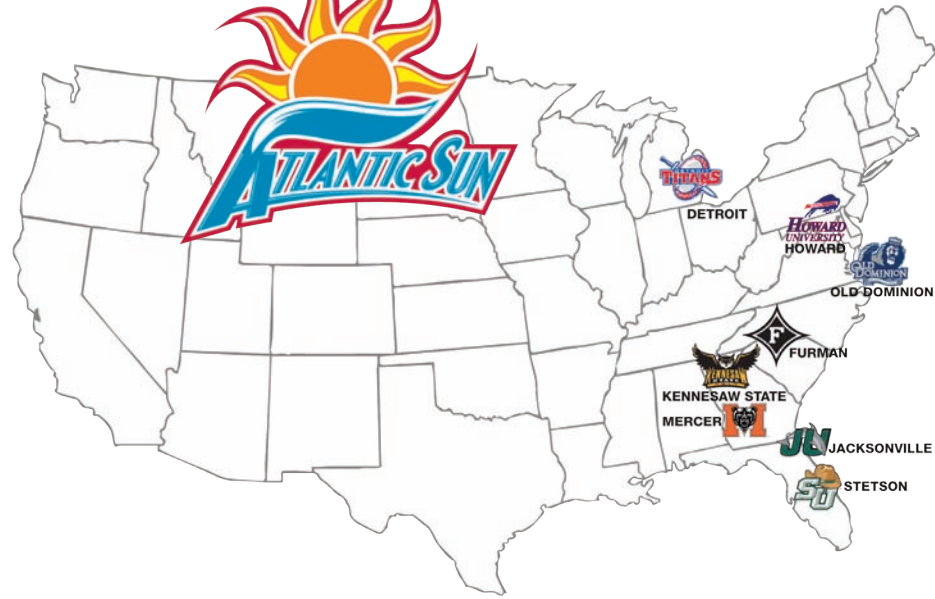 ATLANTIC SUN
TITANS
DETROIT
HOWARD
UNIVERSITY
HOWARD
OLD DOMINION
OLD DOMINION
F
FURMAN
KENNESAW
KENNESAW STATE
MERCER
M
JU
JACKSONVILLE
SU
STETSON